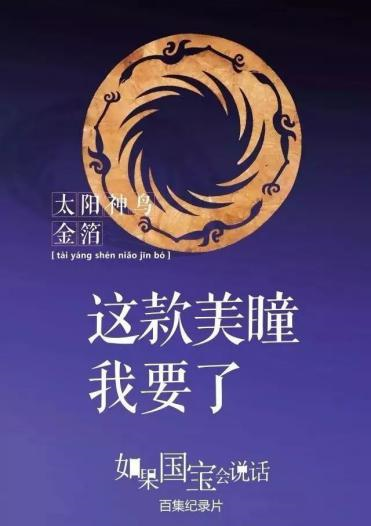 太阳神鸟
金箔
[ tài yáng shén niǎo jīn bó ]
这款美瞳
我要了
如果国宝会说话
百集纪录片